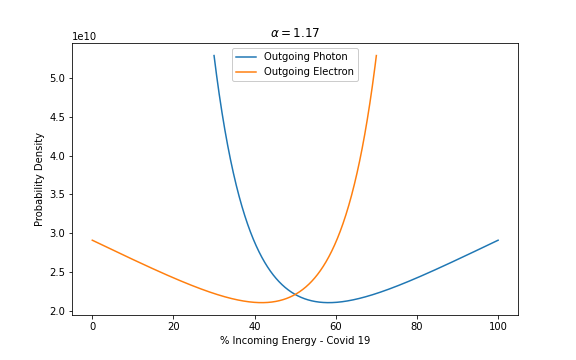 α = 1.17
1e10
Outgoing Photon
Outgoing Electron
5.0
4.5
4.0
3.5
3.0
2.5
2.0
Probability Density
0 20 40 60 80 100
% Incoming Energy - Covid 19